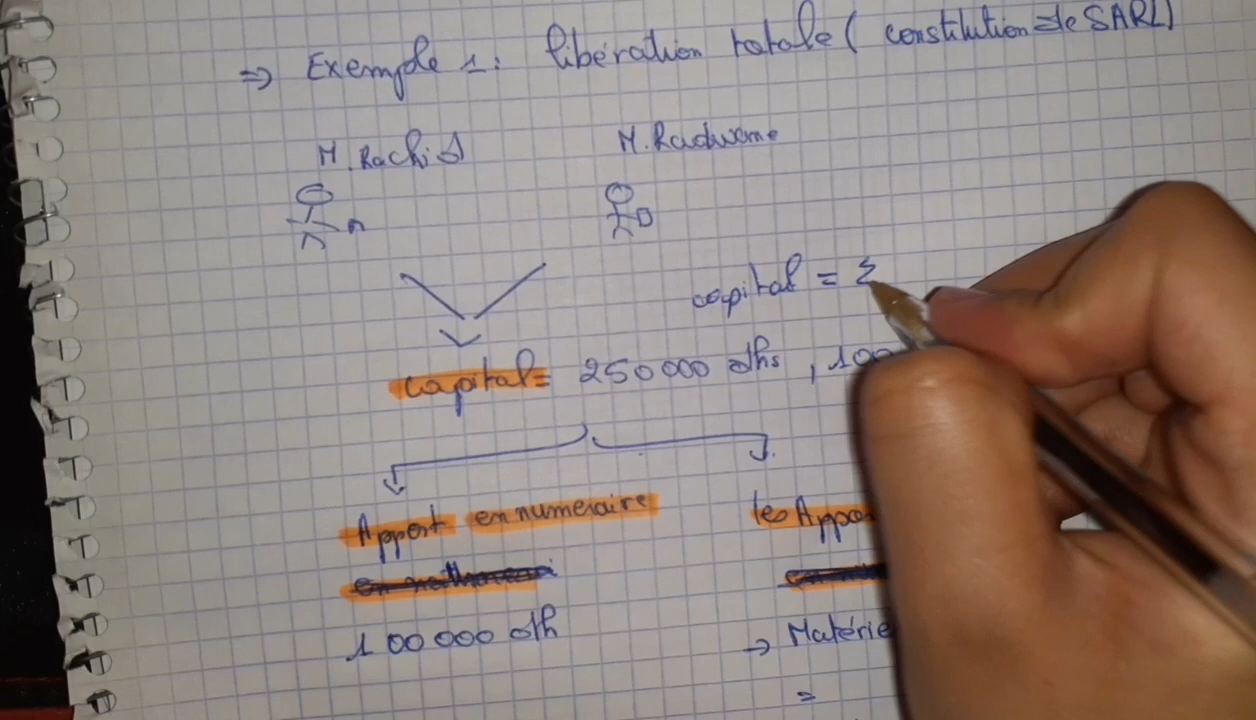 ⇒ Exemple 1: libération totale ( constitution de SARL)
M. Rachid
M. Radwane
capital = Σ
capital = 250 000 dhs , 100
Apport en numéraire
les Appo
100 000 dh
→ Matérie
=